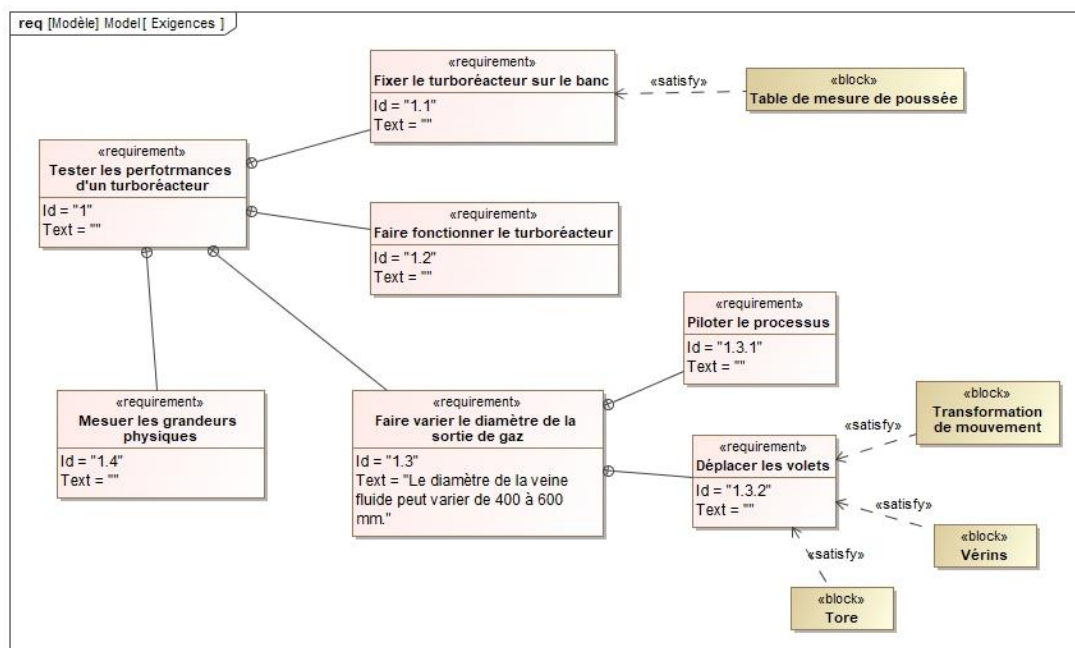 req [Modèle] Model[ Exigences ]
«requirement»
Fixer le turboréacteur sur le banc
Id = "1.1"
Text = ""
«satisfy»
«block»
Table de mesure de poussée
«requirement»
Tester les perfotrmances
d'un turboréacteur
Id = "1"
Text = ""
«requirement»
Faire fonctionner le turboréacteur
Id = "1.2"
Text = ""
«requirement»
Piloter le processus
Id = "1.3.1"
Text = ""
«requirement»
Mesuer les grandeurs
physiques
Id = "1.4"
Text = ""
«requirement»
Faire varier le diamètre de la
sortie de gaz
Id = "1.3"
Text = "Le diamètre de la veine
fluide peut varier de 400 à 600
mm."
«block»
Transformation
de mouvement
«satisfy»
«requirement»
Déplacer les volets
Id = "1.3.2"
Text = ""
«satisfy»
«block»
Vérins
«satisfy»
«block»
Tore